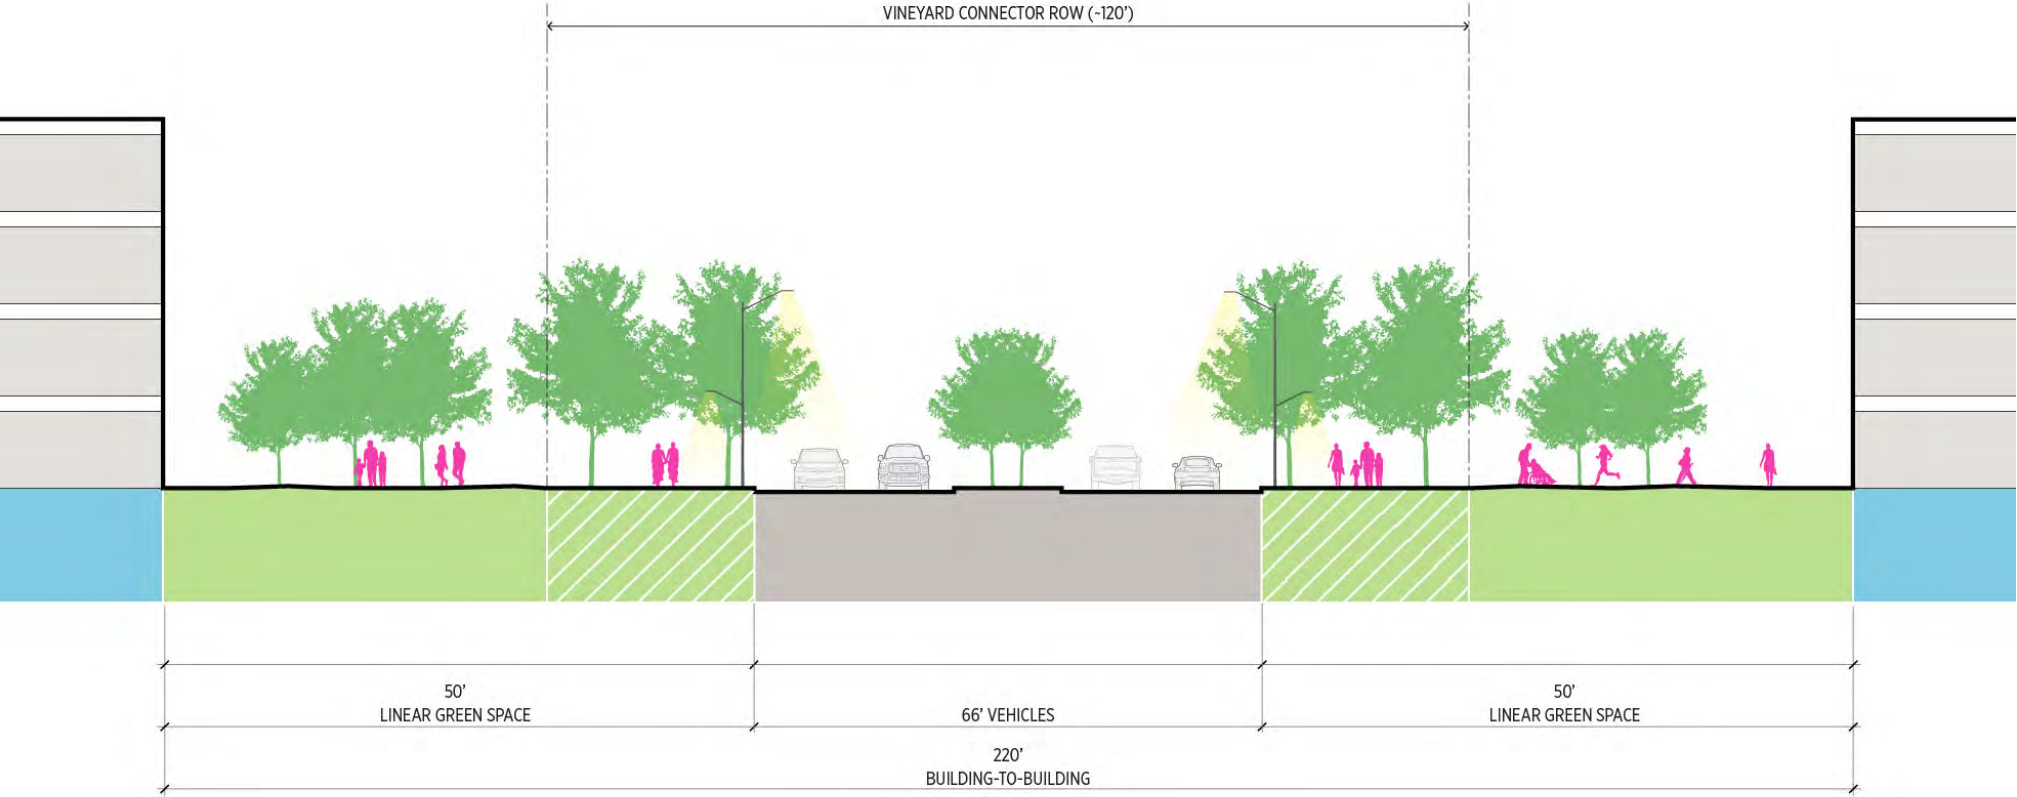 VINEYARD CONNECTOR ROW (~120’)
50’
LINEAR GREEN SPACE
66’ VEHICLES
50’
LINEAR GREEN SPACE
220’
BUILDING-TO-BUILDING